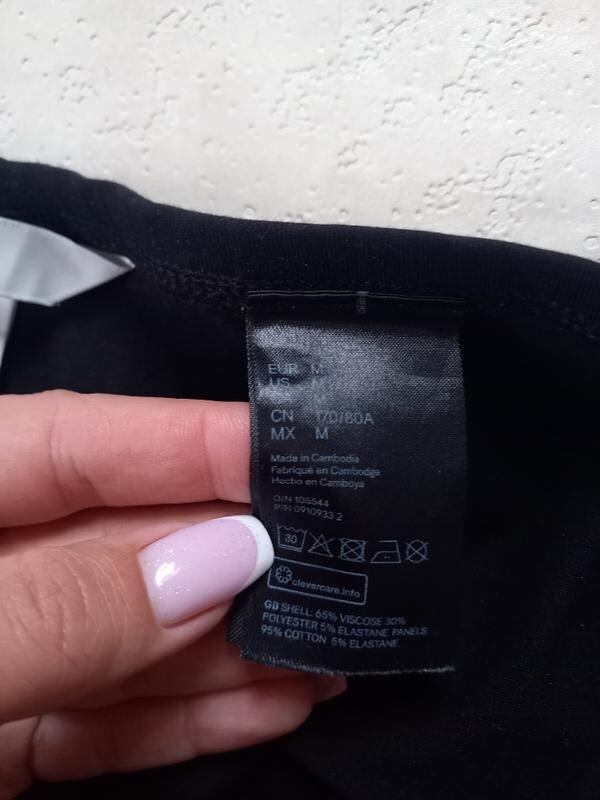 EUR M
US M
M
CN 170/80A
MX M
Made in Cambodia
Fabriqué en Cambodge
Hecho en Camboya
O/N 105544
P/N 0910933 2
30
clevercare.info
GB SHELL: 65% VISCOSE 30%
POLYESTER 5% ELASTANE. PANELS
95% COTTON 5% ELASTANE